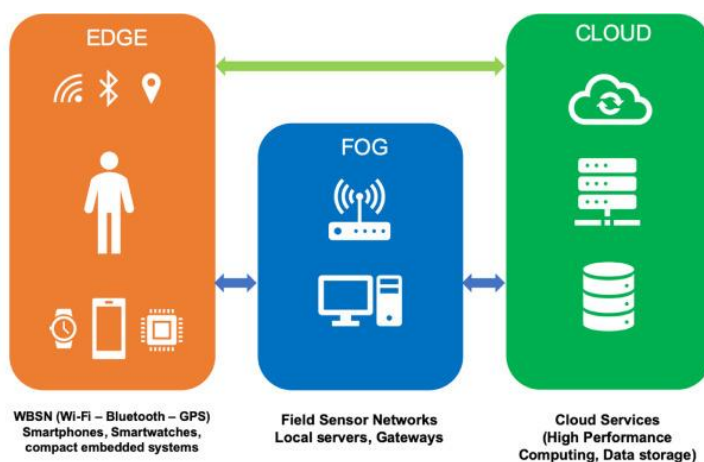 EDGE
CLOUD
FOG
WBSN (Wi-Fi – Bluetooth – GPS)
Smartphones, Smartwatches,
compact embedded systems
Field Sensor Networks
Local servers, Gateways
Cloud Services
(High Performance
Computing, Data storage)